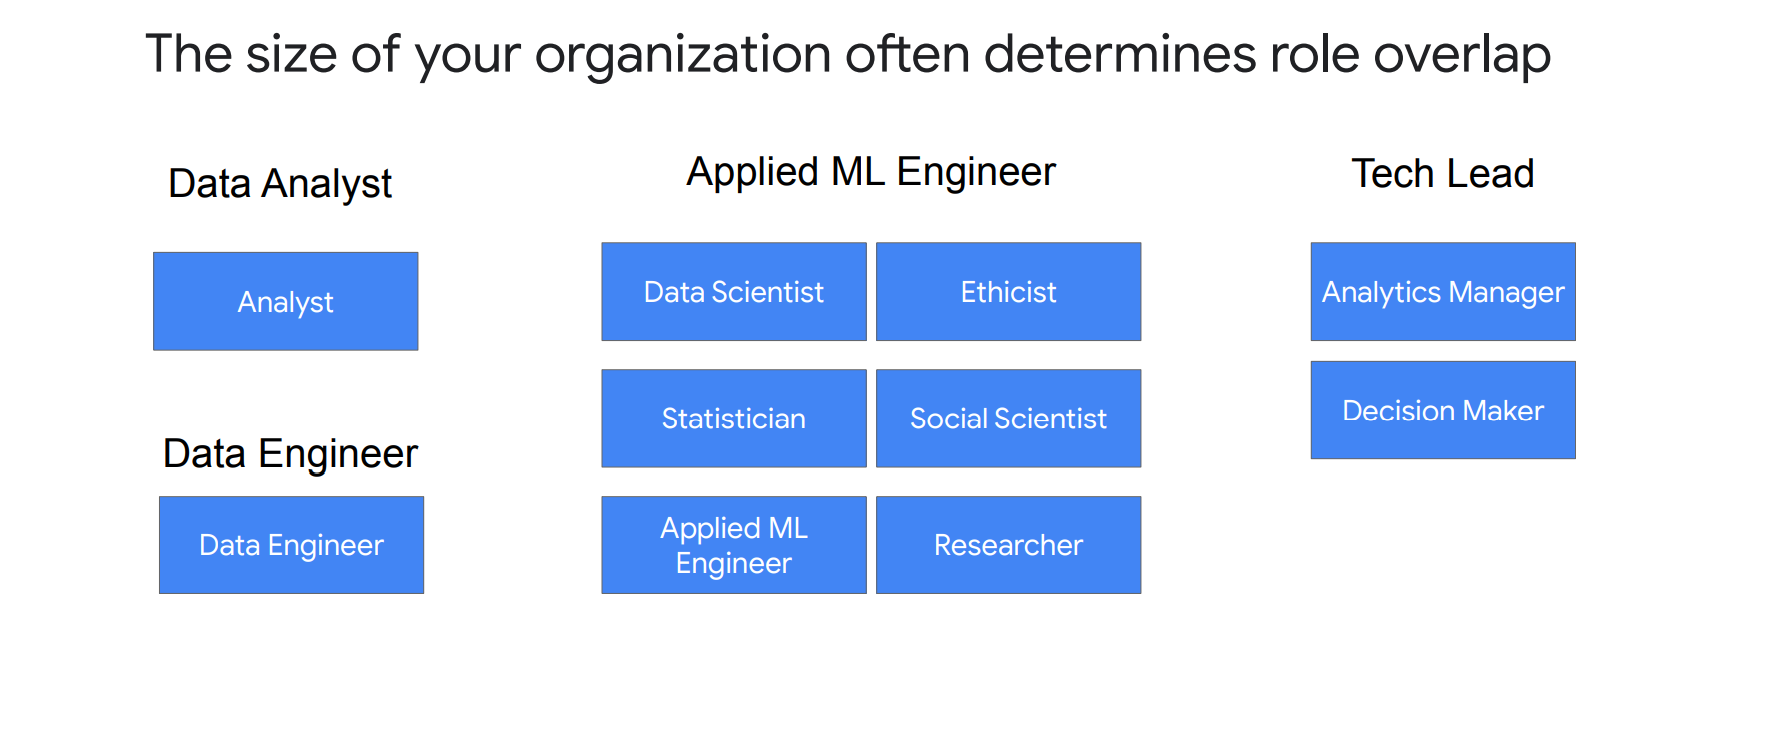 The size of your organization often determines role overlap
Data Analyst
Analyst
Data Engineer
Data Engineer
Applied ML Engineer
Data Scientist
Ethicist
Statistician
Social Scientist
Applied ML
Engineer
Researcher
Tech Lead
Analytics Manager
Decision Maker